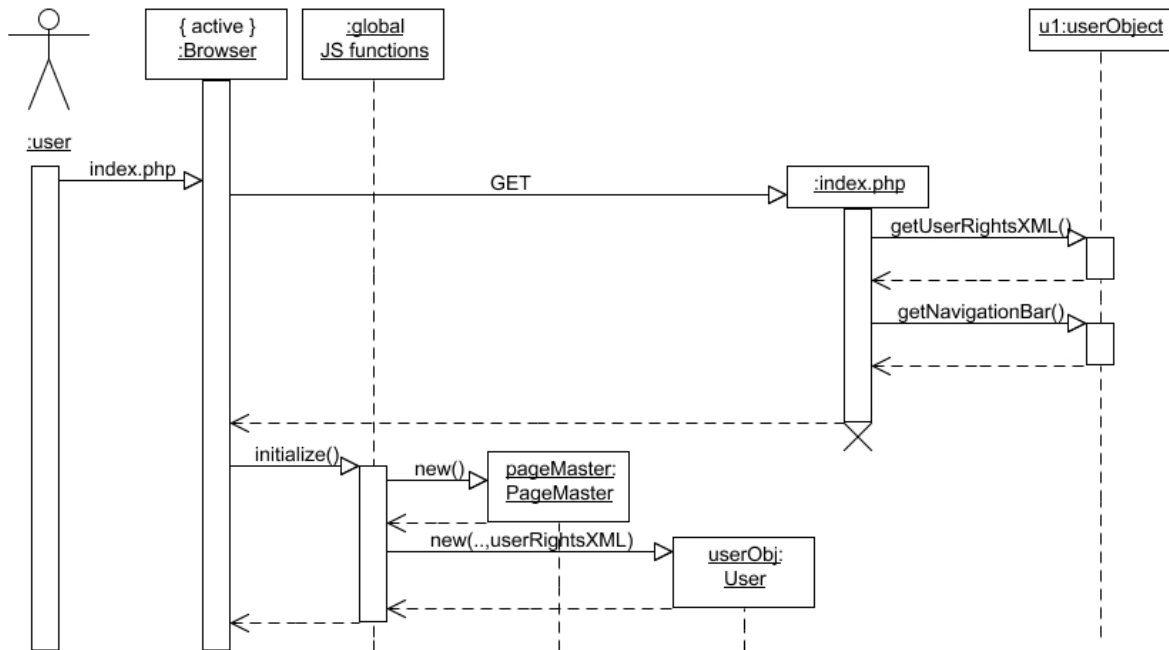 { active }
:Browser
:global
JS functions
u1:userObject
:user
index.php
GET
:index.php
getUserRightsXML()
getNavigationBar()
initialize()
new()
pageMaster:
PageMaster
new(..,userRightsXML)
userObj:
User